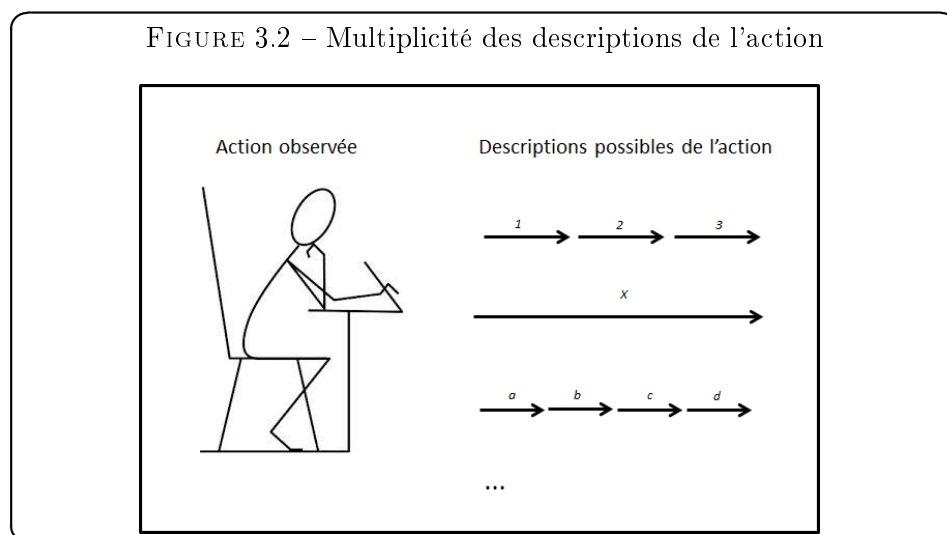 FIGURE 3.2 – Multiplicité des descriptions de l'action
Action observée
Descriptions possibles de l'action
1 2 3
X
a b c d
...